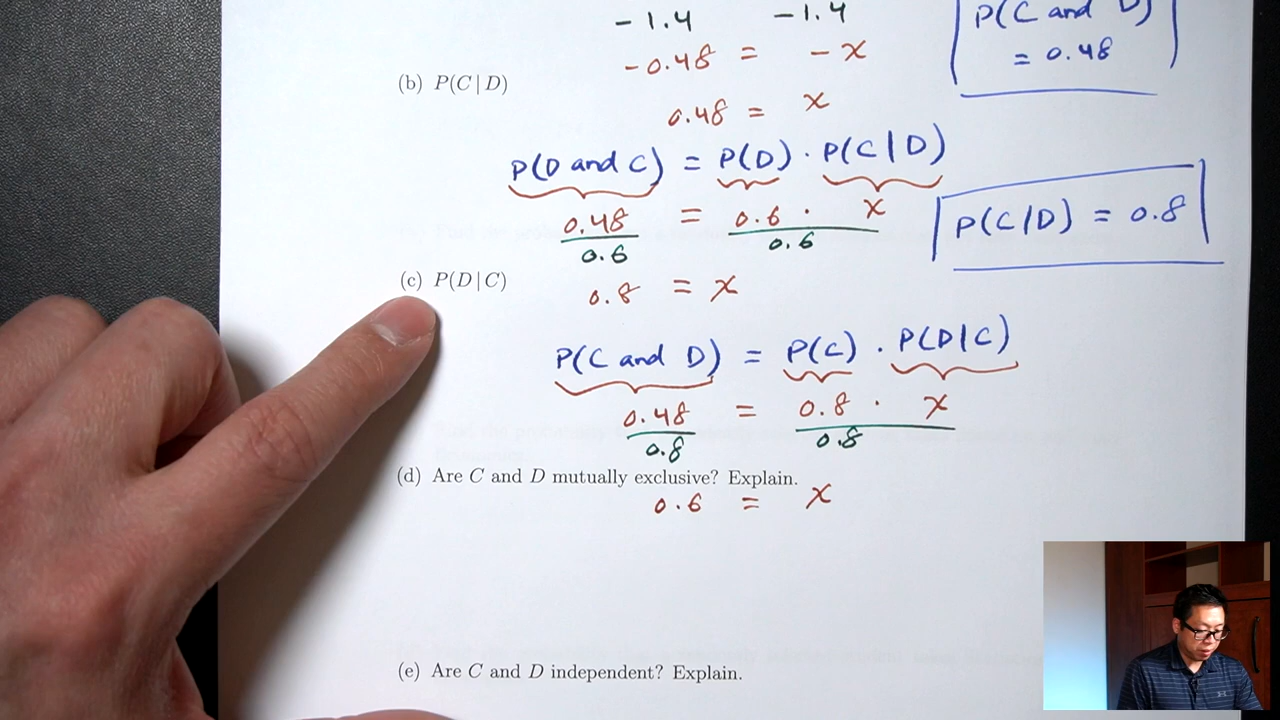 -1.4 -1.4
-0.48 = -x
P(C and D)
= 0.48
(b) P(C|D)
0.48 = x
P(D and C) = P(D) · P(C|D)
0.48 = 0.6 · x
0.6 0.6
P(C|D) = 0.8
(c) P(D|C)
0.8 = x
P(C and D) = P(C) · P(D|C)
0.48 = 0.8 · x
0.8 0.8
(d) Are C and D mutually exclusive? Explain.
0.6 = x
(e) Are C and D independent? Explain.